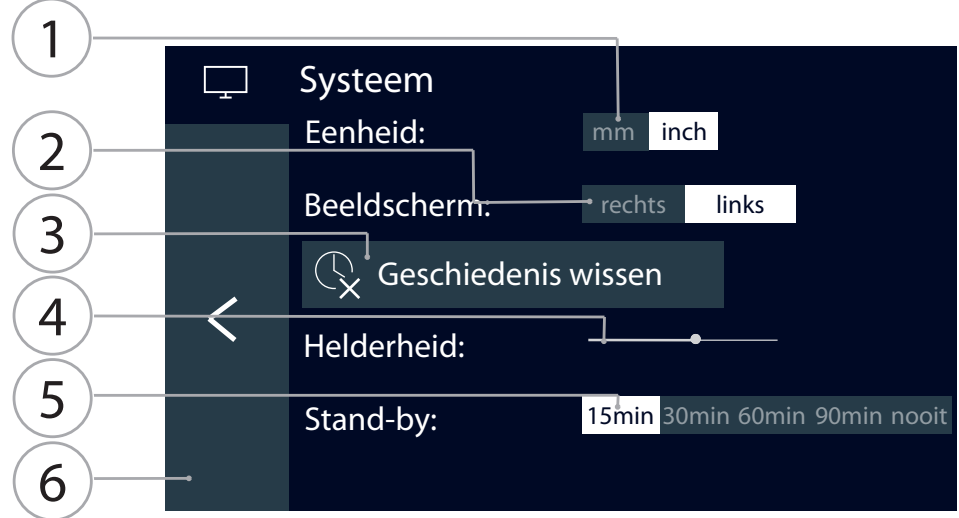 1
Systeem
Eenheid: mm inch
2
Beeldscherm: rechts links
3
Geschiedenis wissen
4
Helderheid:
5
Stand-by: 15min 30min 60min 90min nooit
6